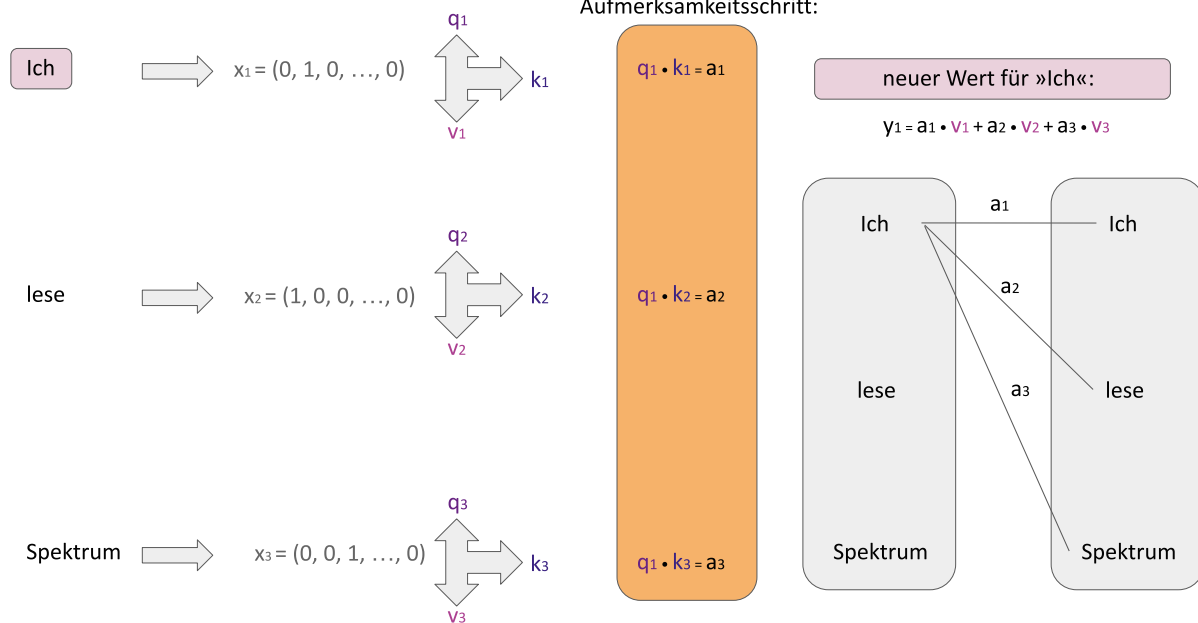 Aufmerksamkeitsschritt:
q1
Ich
x1 = (0, 1, 0, …, 0)
k1
v1
q1 • k1 = a1
neuer Wert für »Ich«:
y1 = a1 • v1 + a2 • v2 + a3 • v3
q2
lese
x2 = (1, 0, 0, …, 0)
k2
v2
q1 • k2 = a2
q3
Spektrum
x3 = (0, 0, 1, …, 0)
k3
v3
q1 • k3 = a3
Ich
a1
Ich
a2
lese
a3
lese
Spektrum
Spektrum